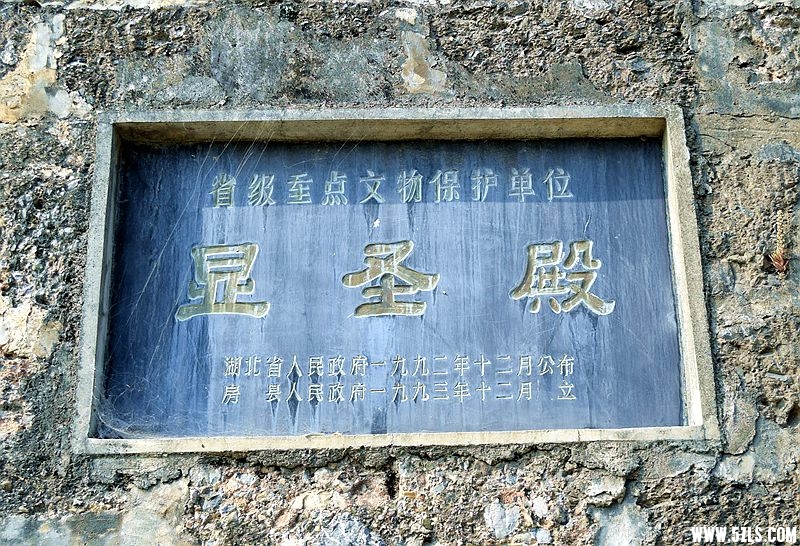 省级重点文物保护单位
显圣殿
湖北省人民政府一九九二年十二月公布
房县人民政府一九九三年十二月 立
WWW.5ZLS.COM